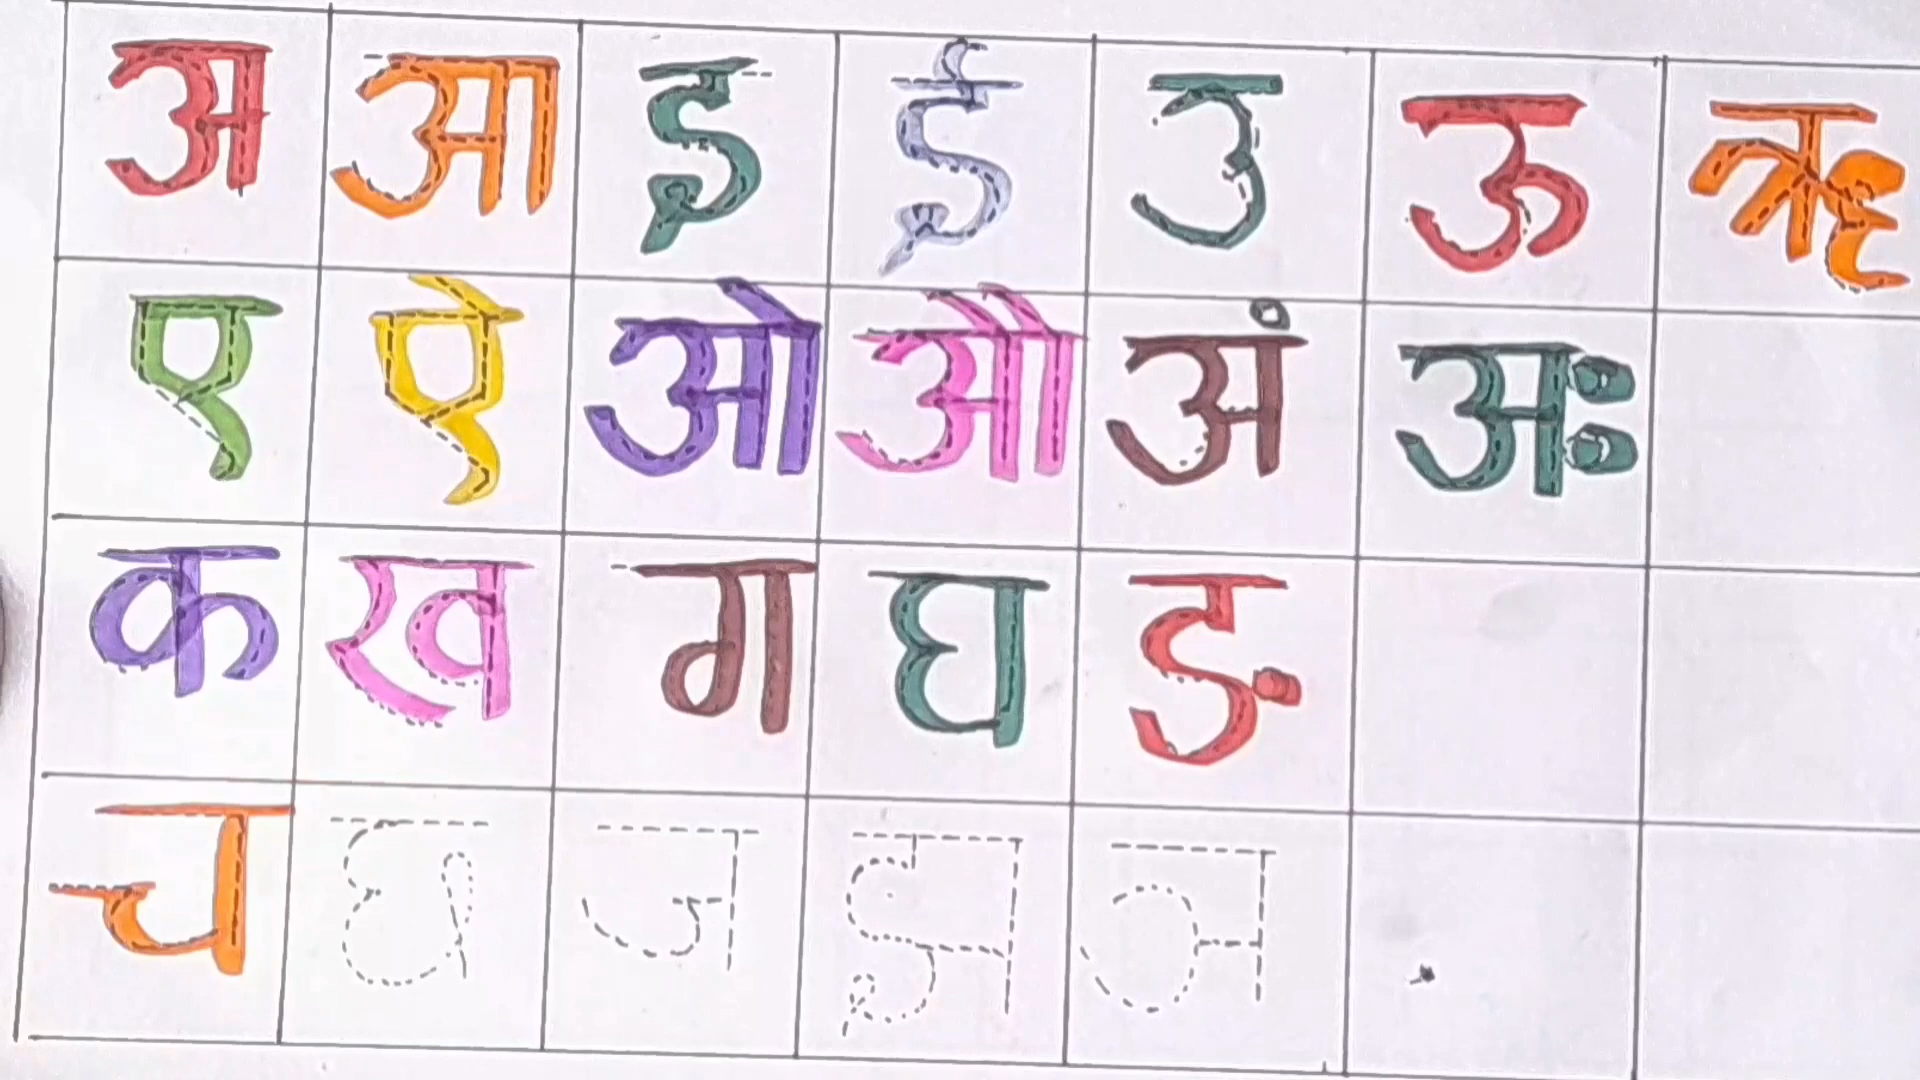 अ आ इ ई उ ऊ ऋ
ए ऐ ओ औ अं अः
क ख ग घ ङ
च छ ज झ ञ